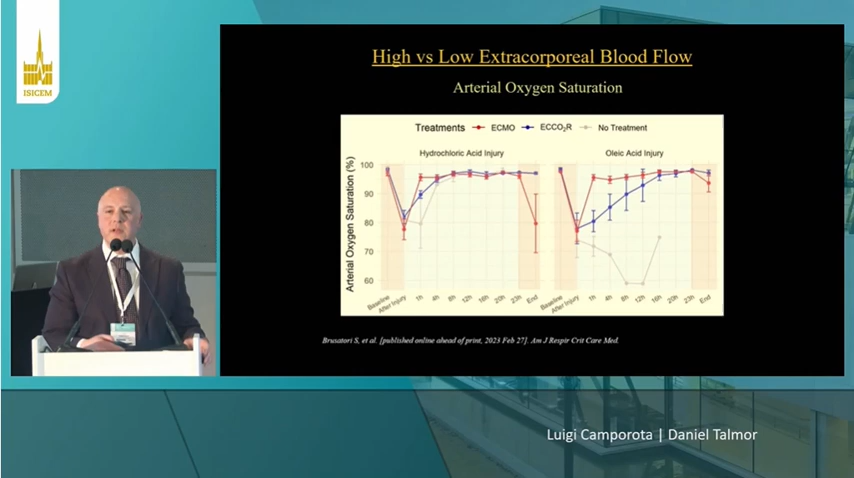 ISICEM
High vs Low Extracorporeal Blood Flow
Arterial Oxygen Saturation
Treatments ECMO ECCO₂R No Treatment
Hydrochloric Acid Injury Oleic Acid Injury
Arterial Oxygen Saturation (%)
100
90
80
70
60
Baseline After Injury 1h 4h 8h 12h 16h 20h 23h End Baseline After Injury 1h 4h 8h 12h 16h 20h 23h End
Brusatori S, et al. [published online ahead of print, 2023 Feb 27]. Am J Respir Crit Care Med.
Luigi Camporota | Daniel Talmor